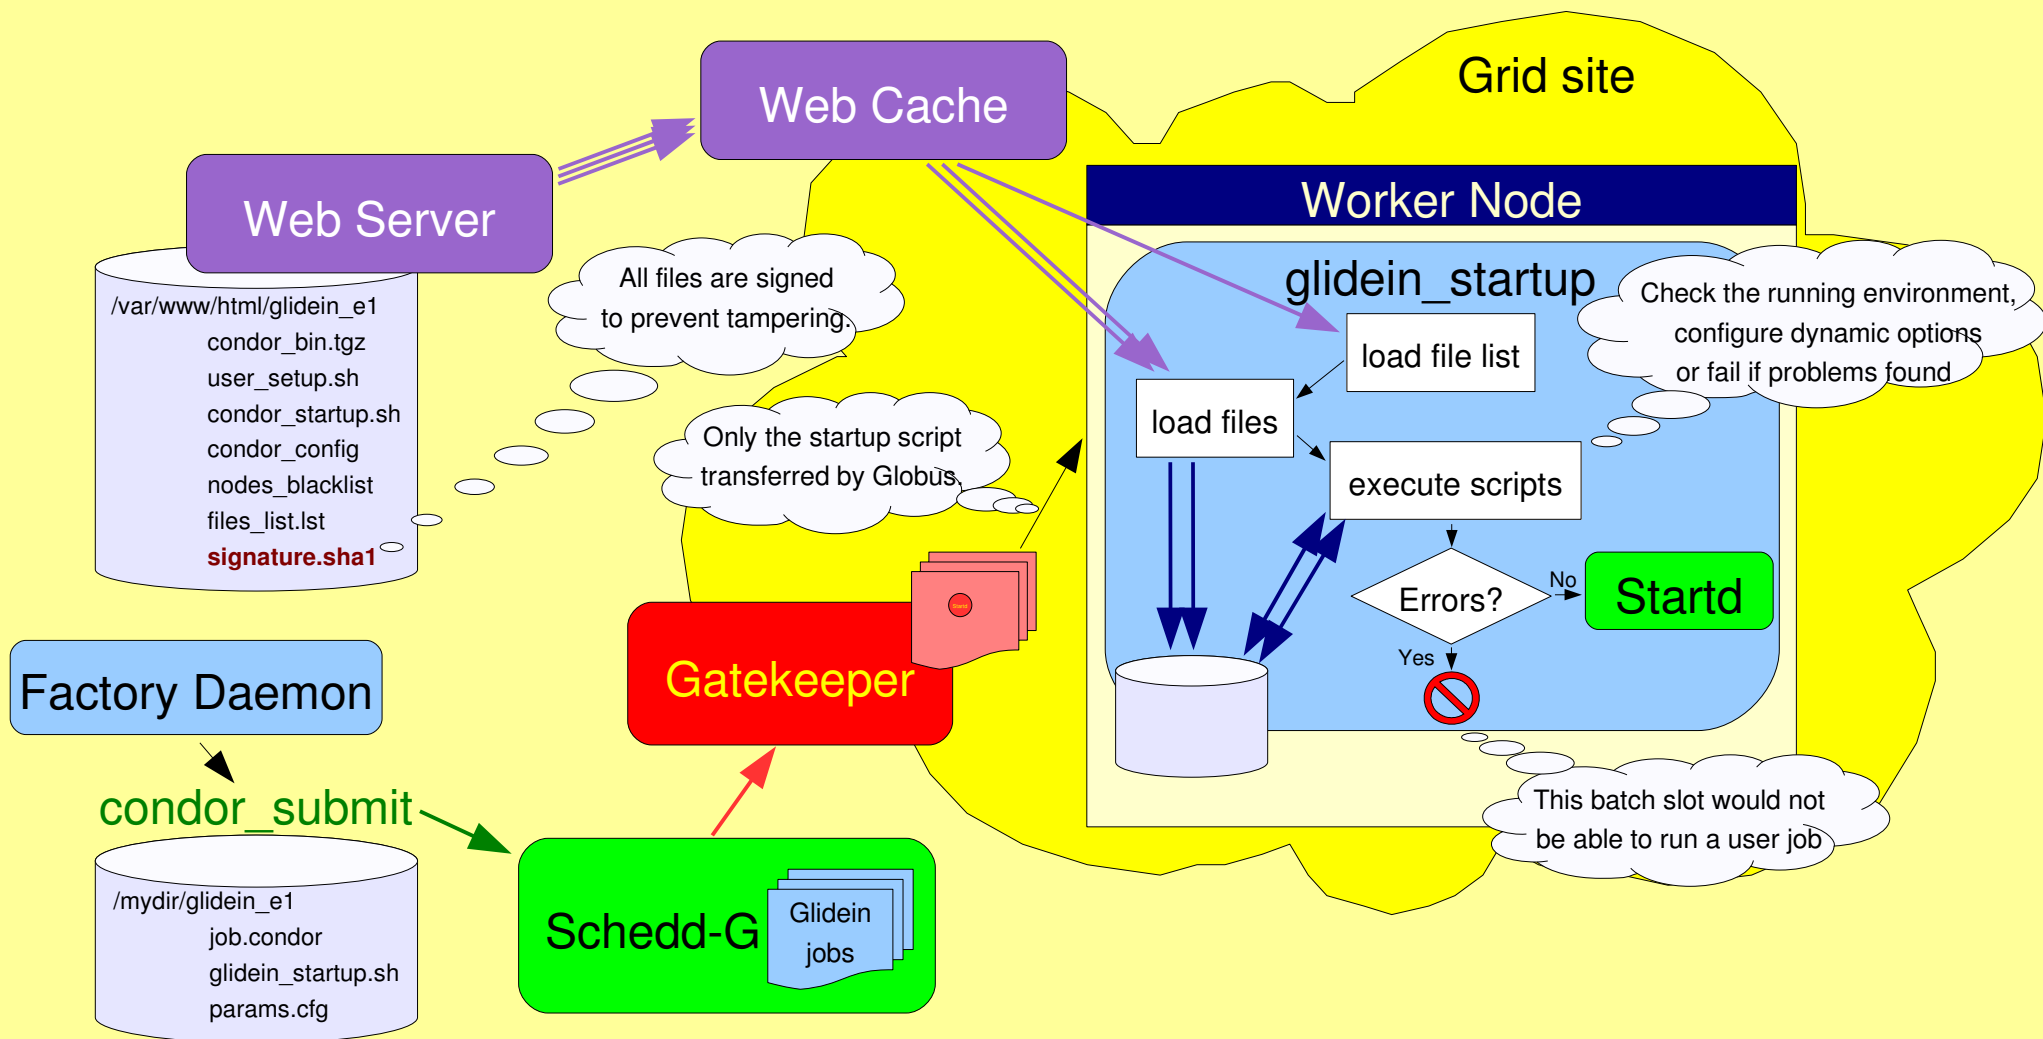 Grid site
Web Cache
Web Server
Worker Node
/var/www/html/glidein_e1
condor_bin.tgz
user_setup.sh
condor_startup.sh
condor_config
nodes_blacklist
files_list.lst
signature.sha1
All files are signed
to prevent tampering.
glidein_startup
Check the running environment,
configure dynamic options
or fail if problems found
load file list
load files
execute scripts
Only the startup script
transferred by Globus.
Errors?
No
Startd
Yes
Startd
Gatekeeper
Factory Daemon
condor_submit
This batch slot would not
be able to run a user job
/mydir/glidein_e1
job.condor
glidein_startup.sh
params.cfg
Schedd-G
Glidein
jobs